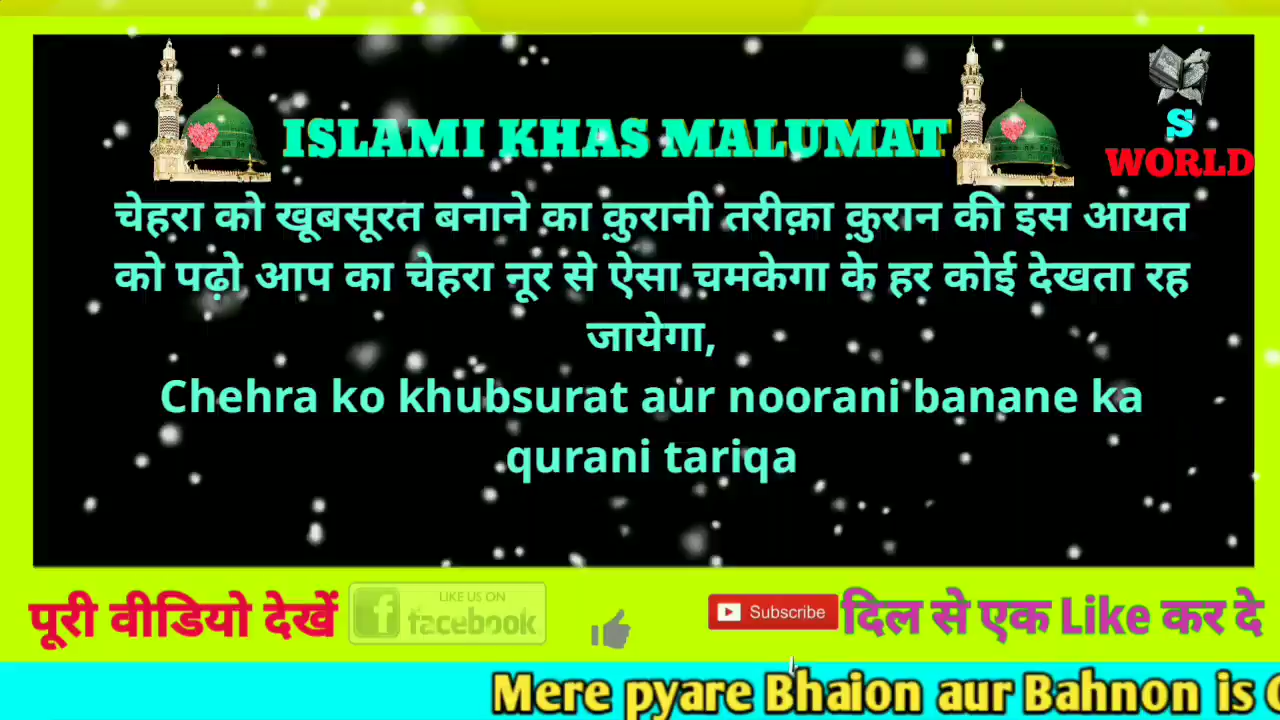 ISLAMI KHAS MALUMAT
S
WORLD
चेहरा को खूबसूरत बनाने का क़ुरानी तरीक़ा क़ुरान की इस आयत
को पढ़ो आप का चेहरा नूर से ऐसा चमकेगा के हर कोई देखता रह
जायेगा,
Chehra ko khubsurat aur noorani banane ka
qurani tariqa
पूरी वीडियो देखें
LIKE US ON
facebook
Subscribe
दिल से एक Like कर दे
Mere pyare Bhaion aur Bahnon is